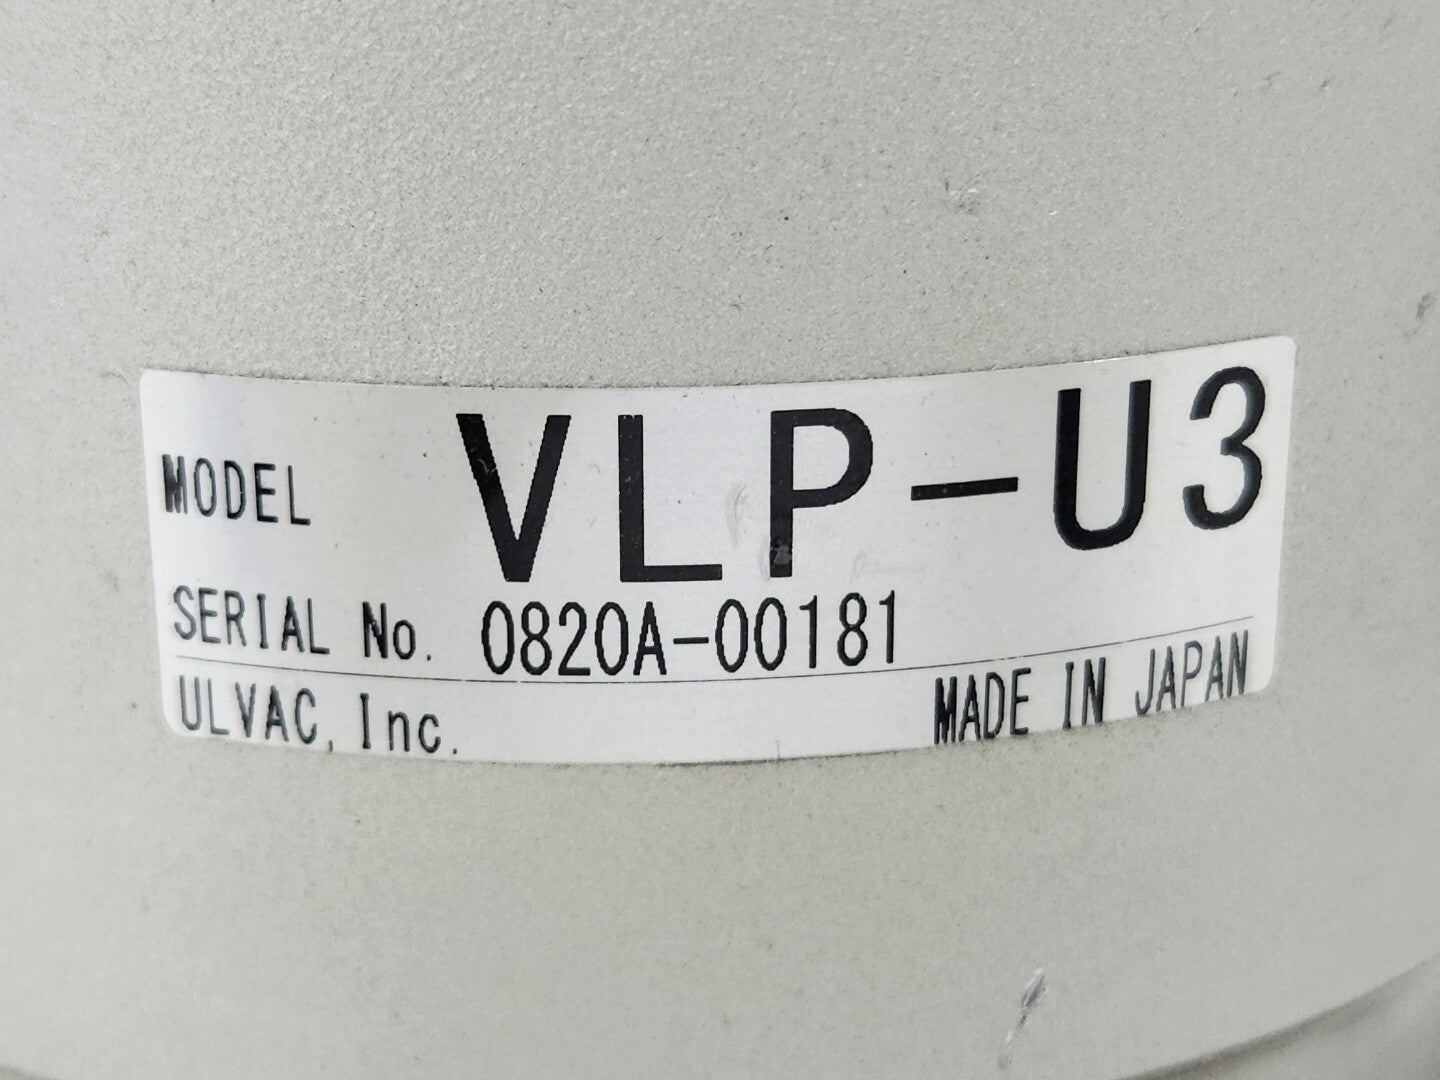 MODEL VLP-U3
SERIAL No. 0820A-00181
ULVAC, Inc. MADE IN JAPAN